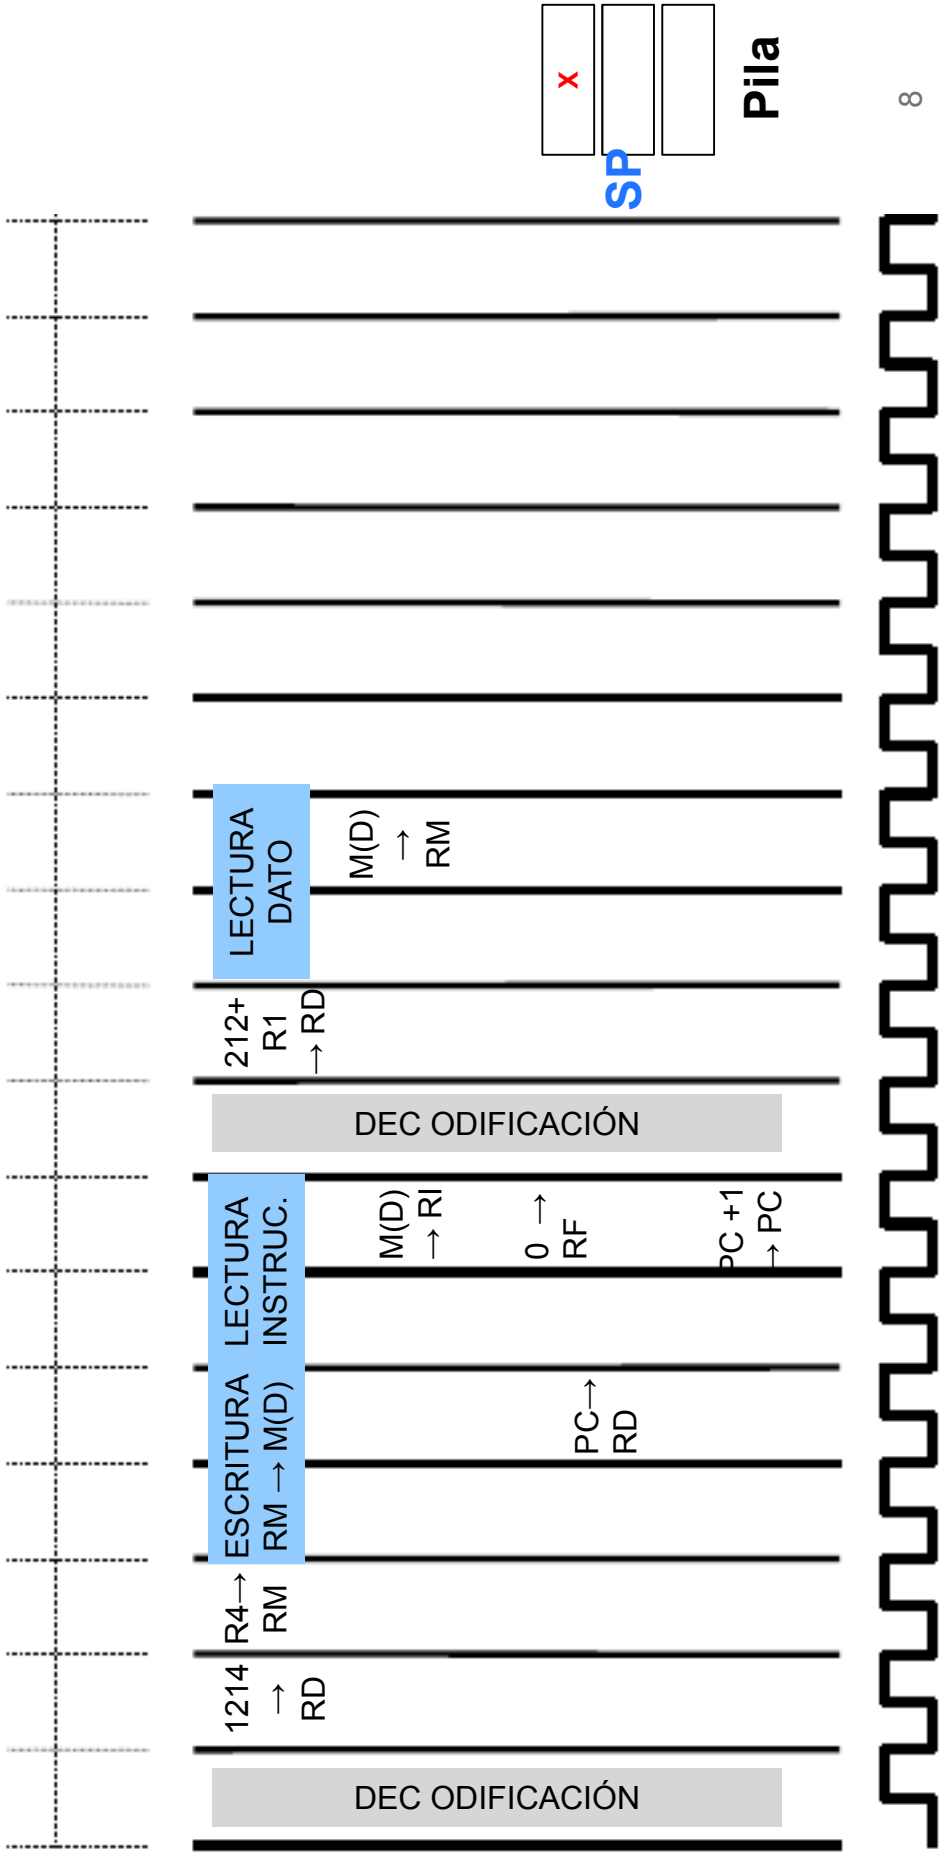 DEC ODIFICACIÓN
1214
→
RD
R4→
RM
ESCRITURA
RM → M(D)
PC→
RD
LECTURA
INSTRUC.
M(D)
→ RI
0 →
RF
PC +1
→ PC
DEC ODIFICACIÓN
212+
R1
→ RD
LECTURA
DATO
M(D)
→
RM
SP
x
Pila
8